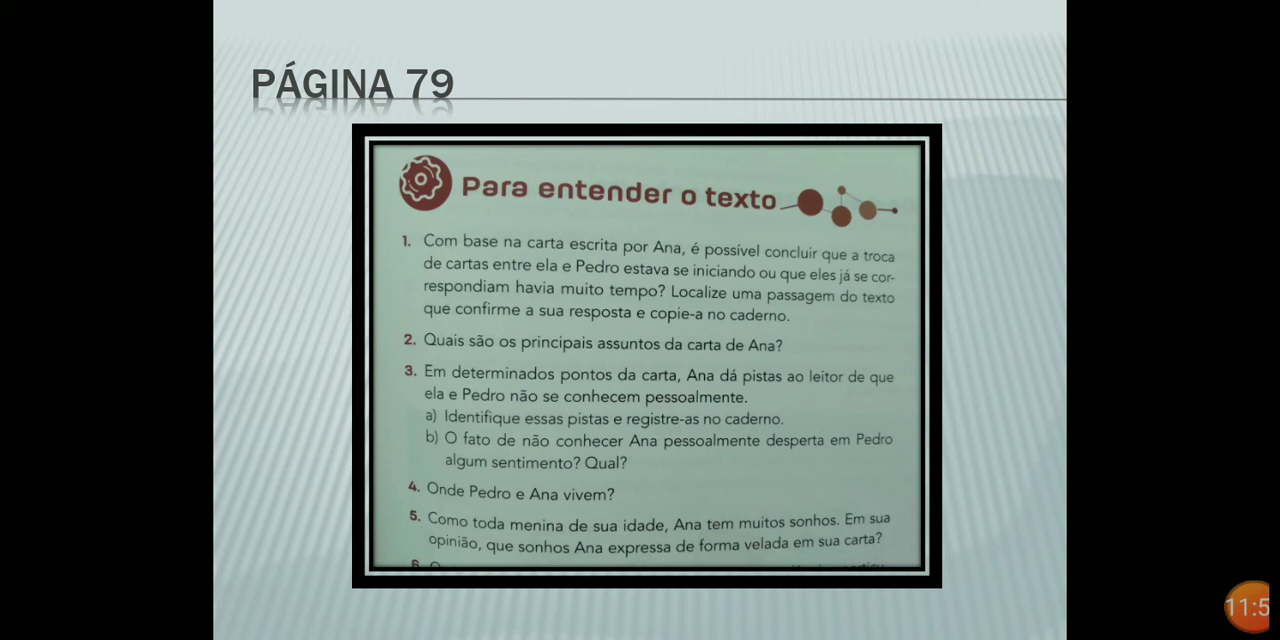 PÁGINA 79
Para entender o texto
1. Com base na carta escrita por Ana, é possível concluir que a troca
de cartas entre ela e Pedro estava se iniciando ou que eles já se cor-
respondiam havia muito tempo? Localize uma passagem do texto
que confirme a sua resposta e copie-a no caderno.
2. Quais são os principais assuntos da carta de Ana?
3. Em determinados pontos da carta, Ana dá pistas ao leitor de que
ela e Pedro não se conhecem pessoalmente.
a) Identifique essas pistas e registre-as no caderno.
b) O fato de não conhecer Ana pessoalmente desperta em Pedro
algum sentimento? Qual?
4. Onde Pedro e Ana vivem?
5. Como toda menina de sua idade, Ana tem muitos sonhos. Em sua
opinião, que sonhos Ana expressa de forma velada em sua carta?
6.
11:5